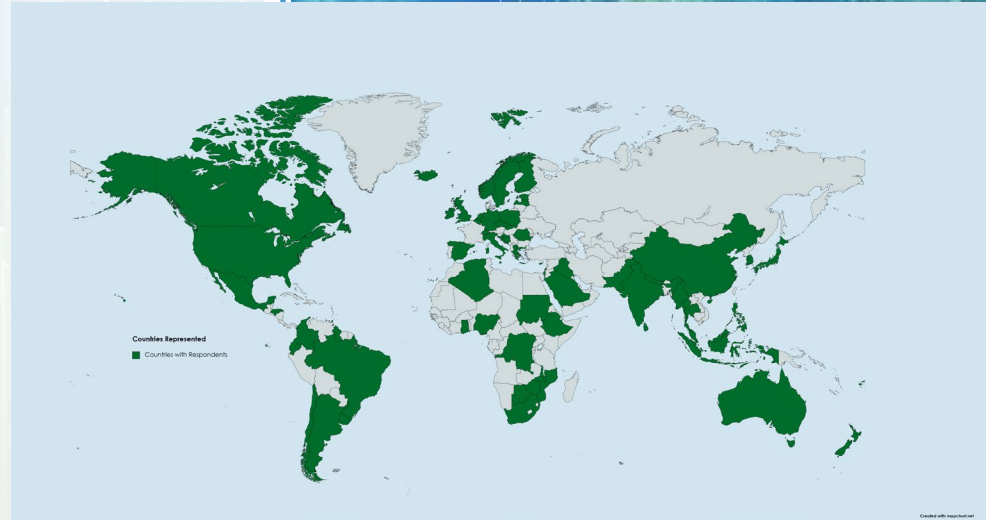 Countries Represented
Countries with Respondents
Created with mapchart.net